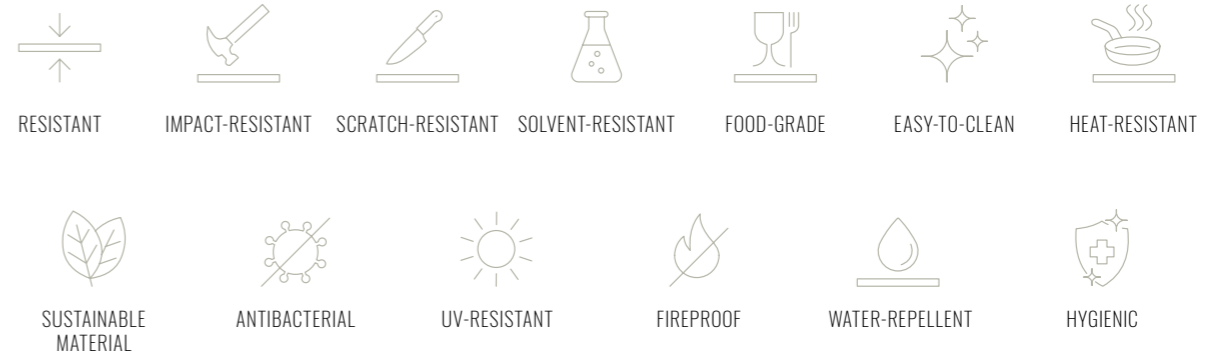 RESISTANT
IMPACT-RESISTANT
SCRATCH-RESISTANT
SOLVENT-RESISTANT
FOOD-GRADE
EASY-TO-CLEAN
HEAT-RESISTANT
SUSTAINABLE
MATERIAL
ANTIBACTERIAL
UV-RESISTANT
FIREPROOF
WATER-REPELLENT
HYGIENIC